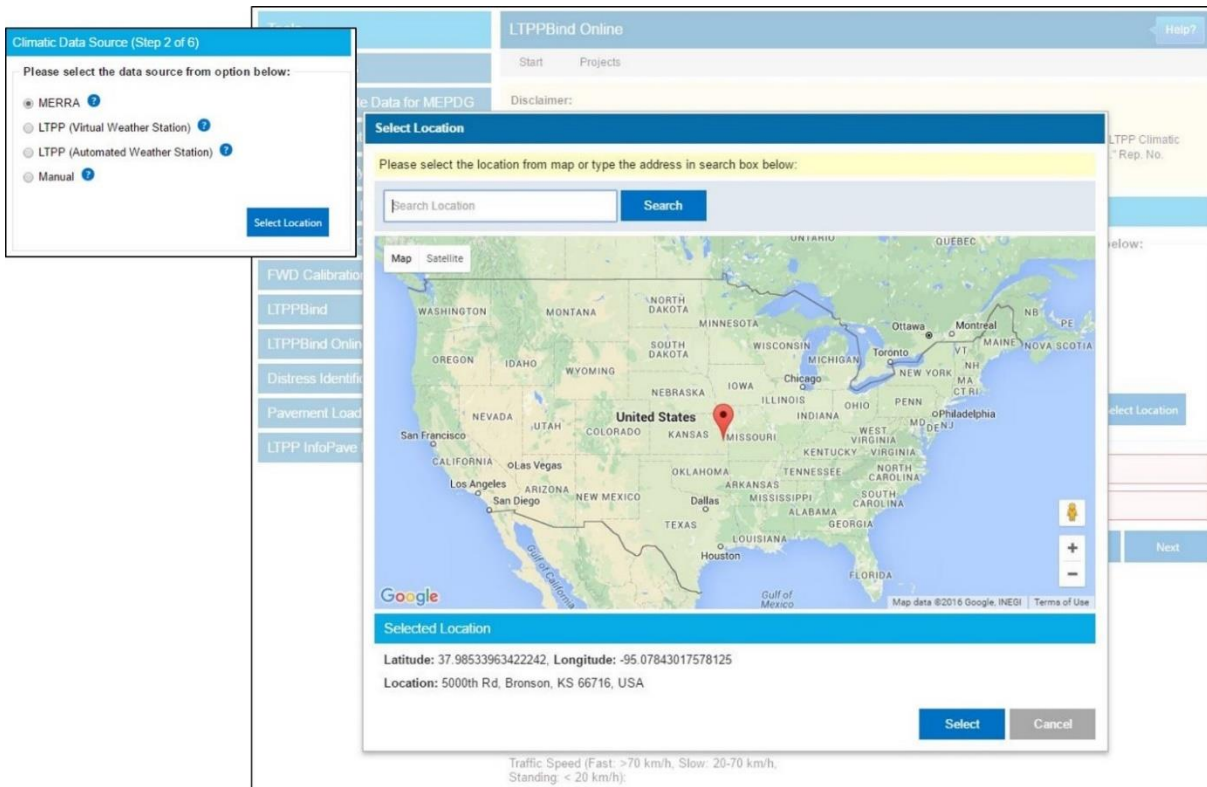 Climatic Data Source (Step 2 of 6)
Please select the data source from option below:
MERRA ?
LTPP (Virtual Weather Station) ?
LTPP (Automated Weather Station) ?
Manual ?
Select Location
Tools
LTPPBind Online
Help?
Start Projects
Data for MEPDG
Disclaimer:
LTPP Climatic
." Rep. No.
FWD Calibration
LTPPBind
LTPPBind Onlin
Distress Identific
Pavement Load
LTPP InfoPave
below:
elect Location
Next
Select Location
Please select the location from map or type the address in search box below:
Search Location
Search
Map Satellite
ONTARIO
QUEBEC
WASHINGTON
MONTANA
NORTH
DAKOTA
MINNESOTA
Ottawa
Montreal
NB
PE
OREGON
IDAHO
WYOMING
SOUTH
DAKOTA
WISCONSIN
MICHIGAN
Toronto
VT
MAINE
NOVA SCOTIA
NEW YORK
NH
MA
CT RI
NEBRASKA
IOWA
Chicago
ILLINOIS
INDIANA
OHIO
PENN
Philadelphia
MD
DE
NJ
NEVADA
UTAH
COLORADO
United States
KANSAS
MISSOURI
WEST
VIRGINIA
KENTUCKY
VIRGINIA
San Francisco
CALIFORNIA
Las Vegas
Los Angeles
San Diego
ARIZONA
NEW MEXICO
OKLAHOMA
ARKANSAS
TENNESSEE
NORTH
CAROLINA
SOUTH
CAROLINA
Dallas
MISSISSIPPI
ALABAMA
GEORGIA
TEXAS
LOUISIANA
Houston
FLORIDA
Gulf of California
Gulf of
Mexico
+
−
Google
Map data ©2016 Google, INEGI Terms of Use
Selected Location
Latitude: 37.98533963422242, Longitude: -95.07843017578125
Location: 5000th Rd, Bronson, KS 66716, USA
Select
Cancel
Traffic Speed (Fast: >70 km/h, Slow: 20-70 km/h,
Standing: < 20 km/h):